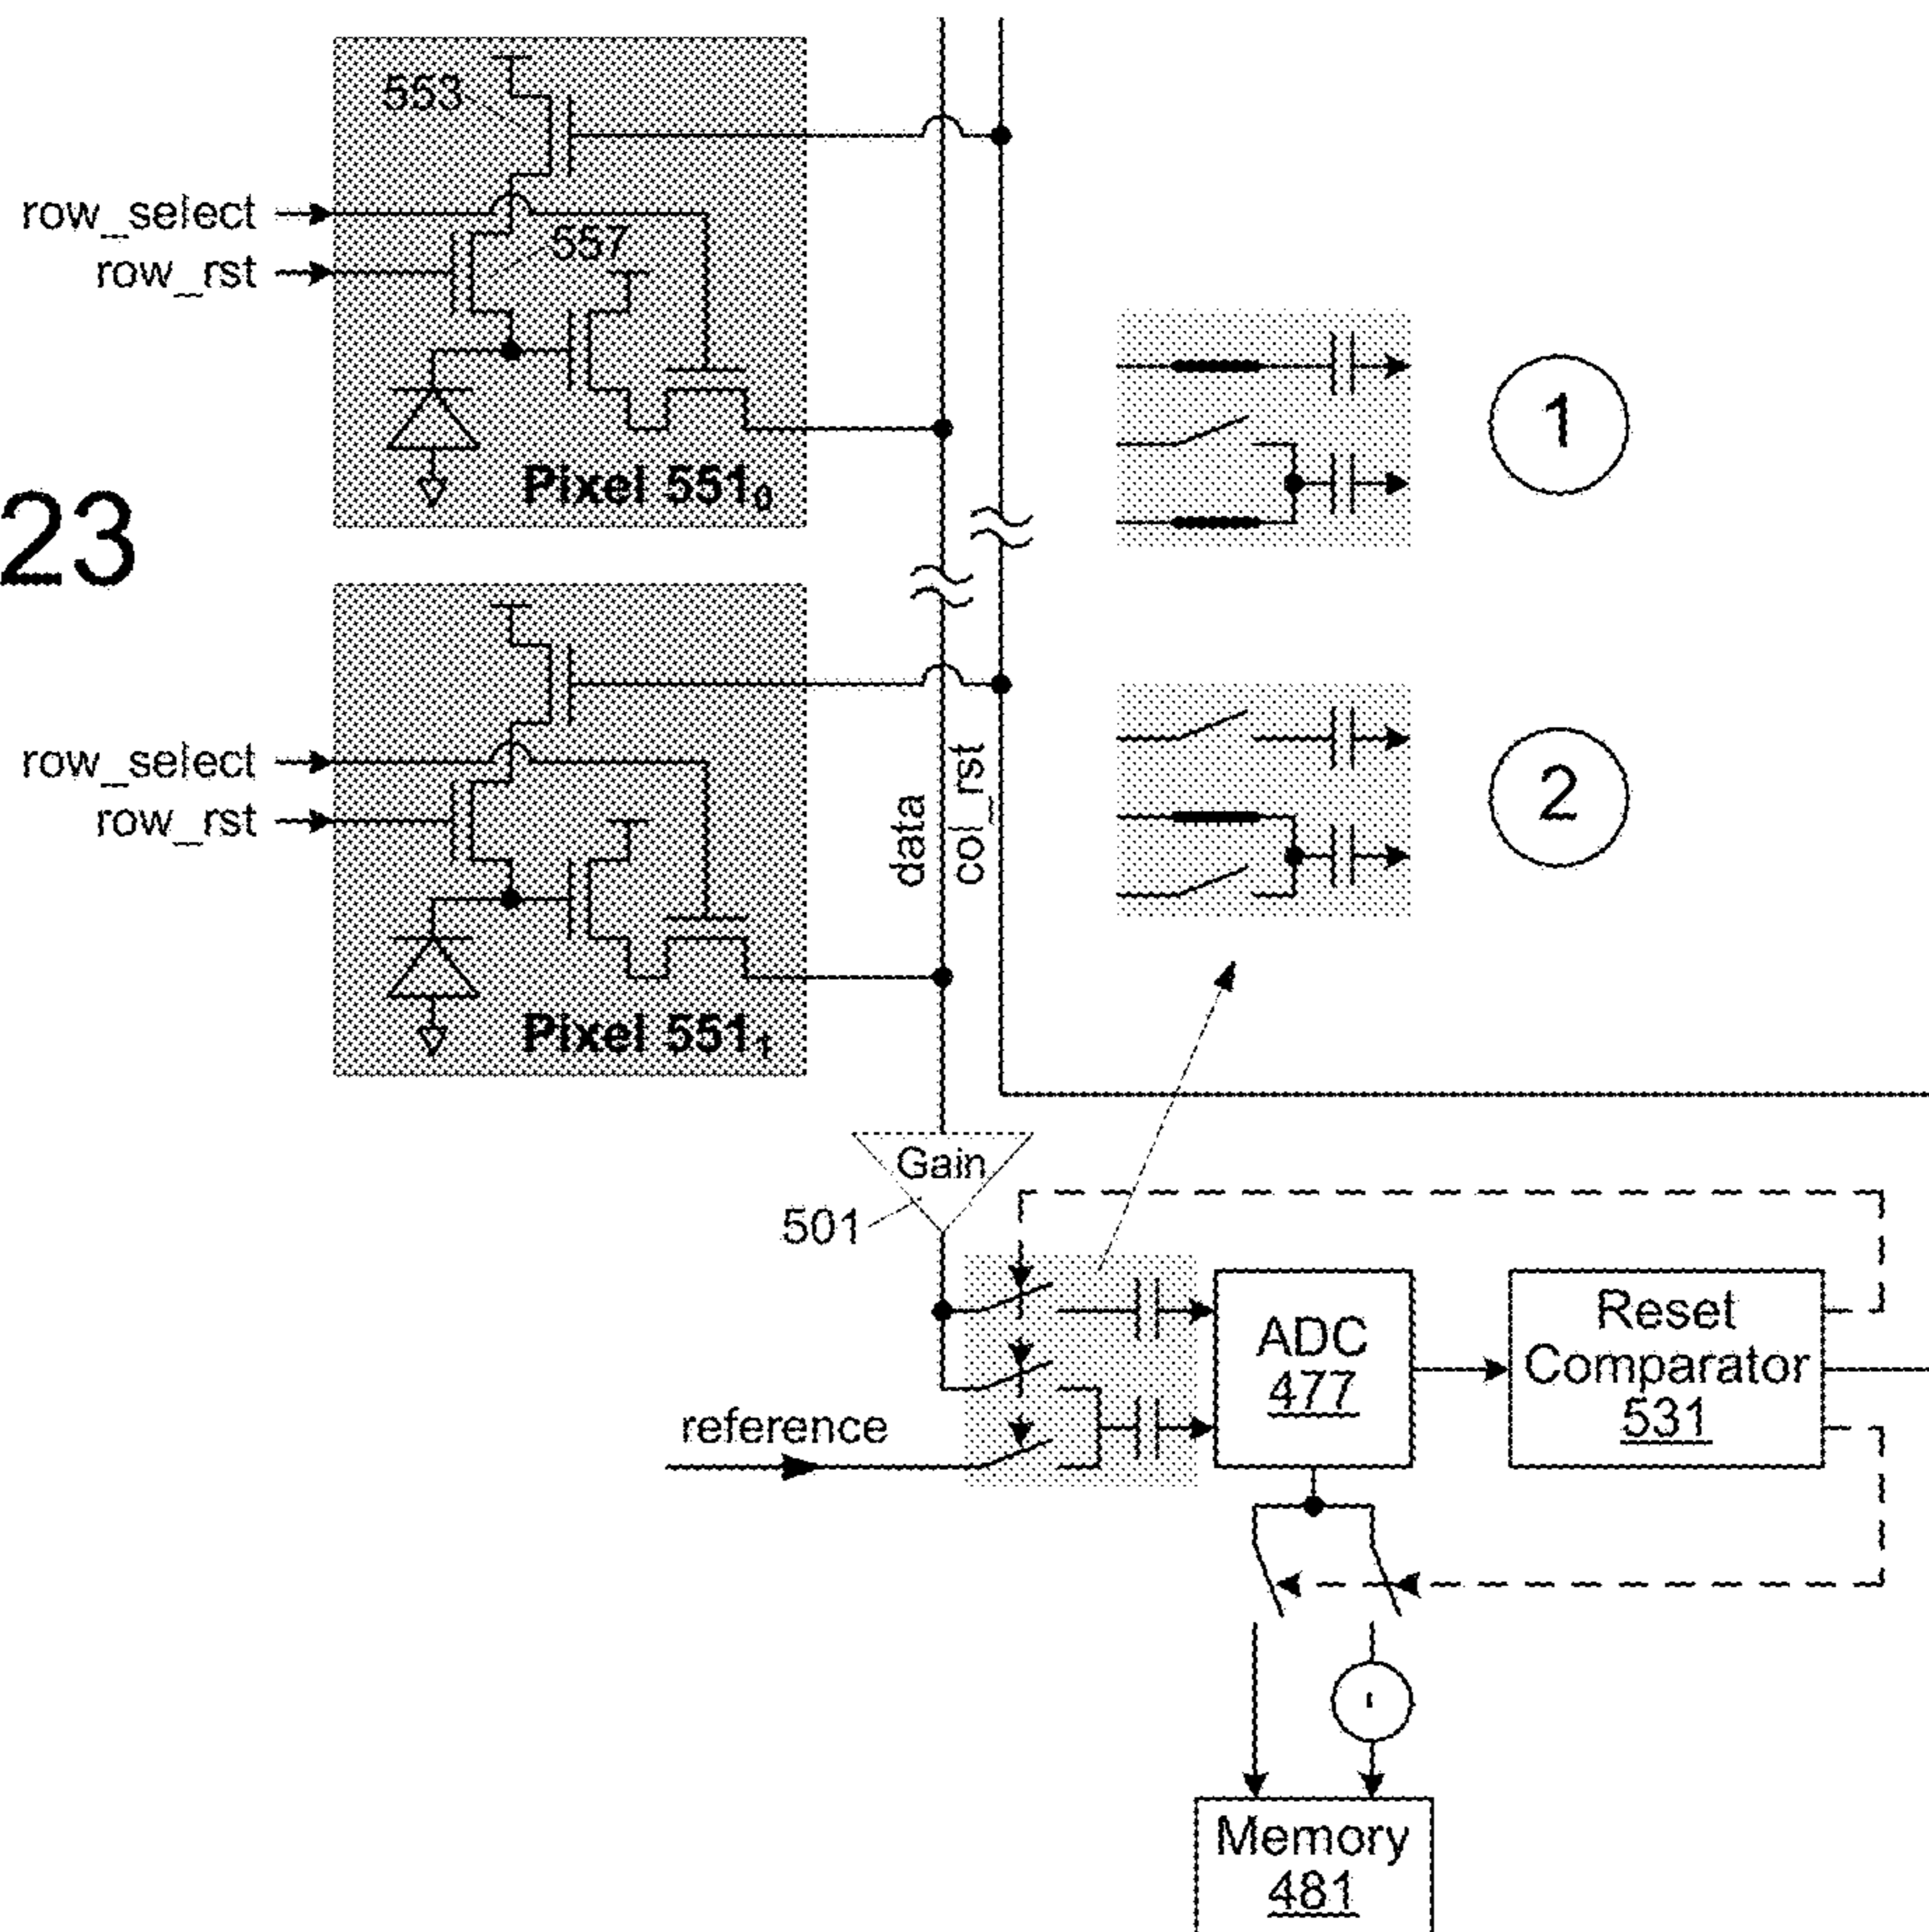 553
row_select
557
row_rst
Pixel 551₀
1
23
row_select
row_rst
data
col_rst
2
Pixel 551₁
Gain
501
reference
ADC
477
Reset
Comparator
531
-
Memory
481